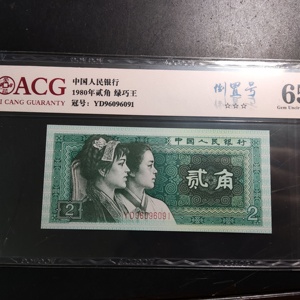 ACG
CANG GUARANTY
中国人民银行
1980年贰角 绿巧王
冠号：YD96096091
倒置号
☆☆☆
65
中国人民银行
贰角
YD96096091
2
2